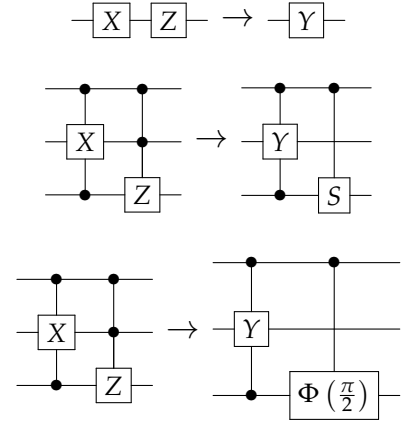 X Z → Y
X Z → Y S
X Z → Y Φ(π/2)